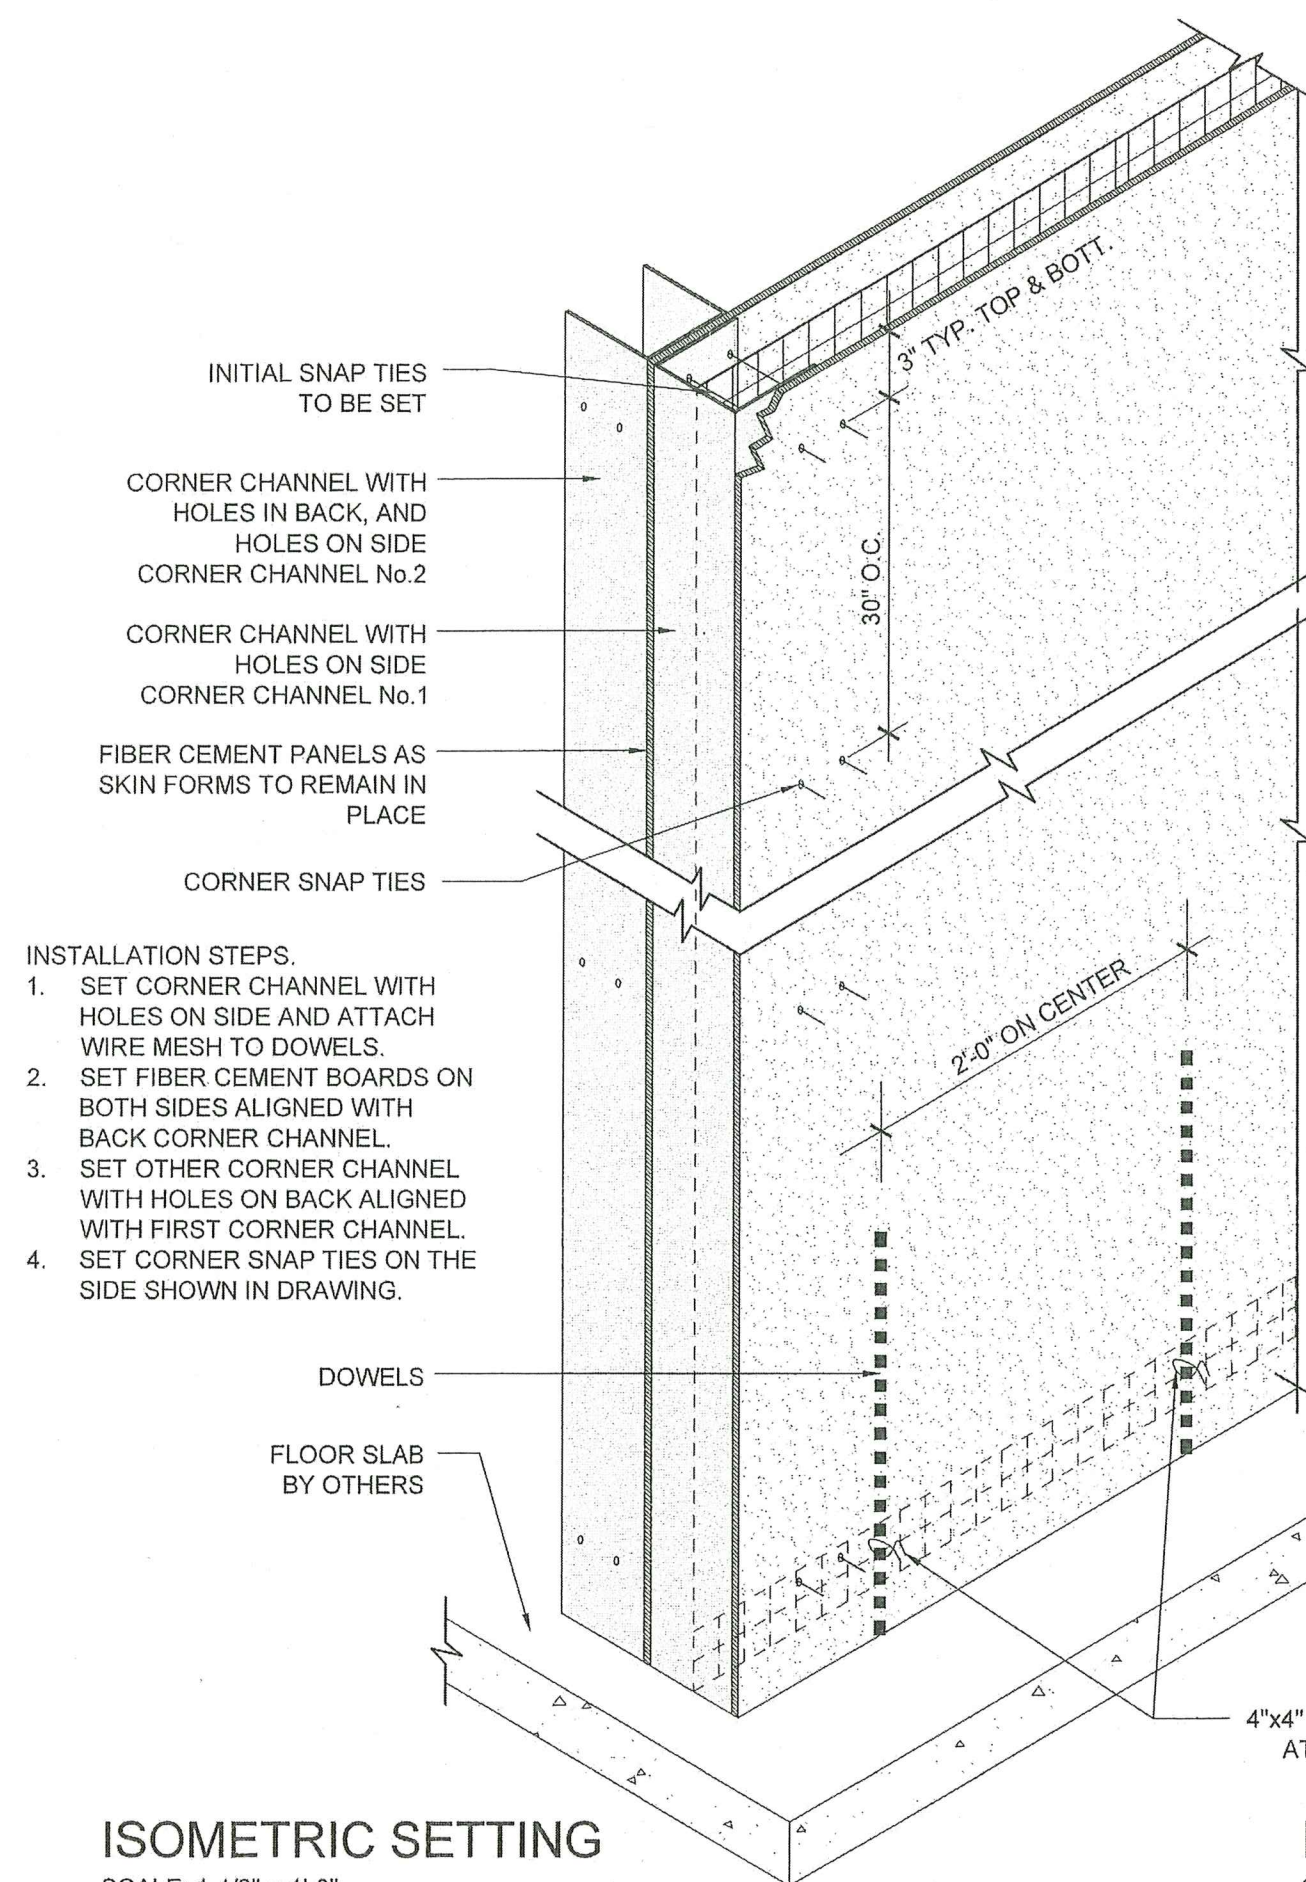 3" TYP. TOP & BOTT.
INITIAL SNAP TIES
TO BE SET
CORNER CHANNEL WITH
HOLES IN BACK, AND
HOLES ON SIDE
CORNER CHANNEL No.2
30" O.C.
CORNER CHANNEL WITH
HOLES ON SIDE
CORNER CHANNEL No.1
FIBER CEMENT PANELS AS
SKIN FORMS TO REMAIN IN
PLACE
CORNER SNAP TIES
INSTALLATION STEPS.
1. SET CORNER CHANNEL WITH
HOLES ON SIDE AND ATTACH
WIRE MESH TO DOWELS.
2. SET FIBER CEMENT BOARDS ON
BOTH SIDES ALIGNED WITH
BACK CORNER CHANNEL.
3. SET OTHER CORNER CHANNEL
WITH HOLES ON BACK ALIGNED
WITH FIRST CORNER CHANNEL.
4. SET CORNER SNAP TIES ON THE
SIDE SHOWN IN DRAWING.
2'-0" ON CENTER
DOWELS
FLOOR SLAB
BY OTHERS
4"x4"
AT
ISOMETRIC SETTING